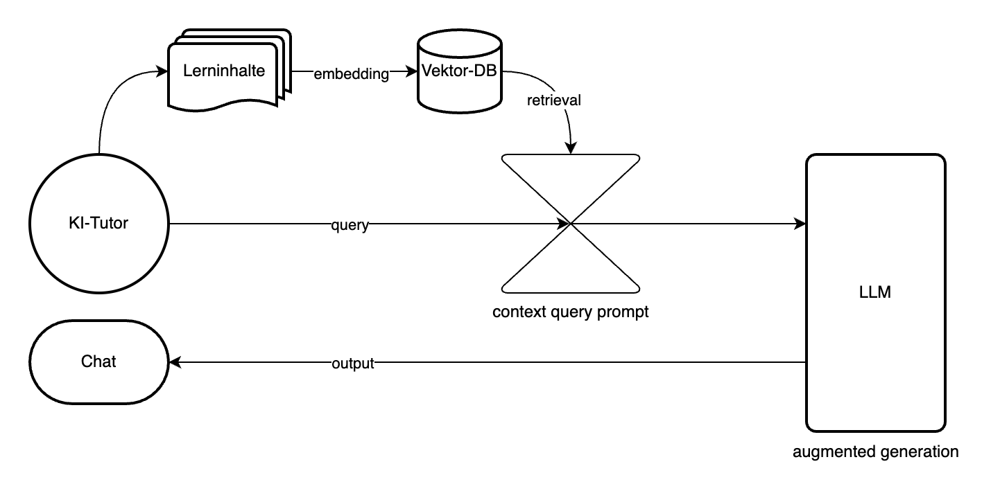 Lerninhalte
embedding
Vektor-DB
retrieval
KI-Tutor
query
context query prompt
LLM
Chat
output
augmented generation